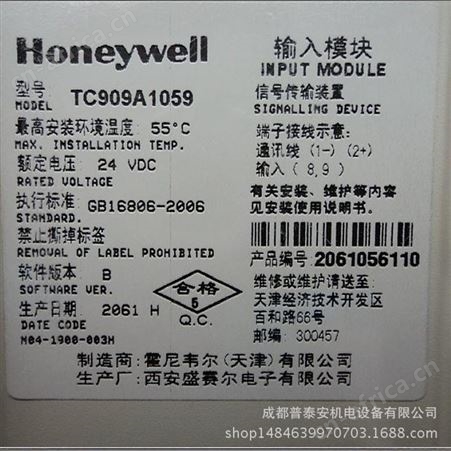 Honeywell
输入模块
INPUT MODULE
型号: TC909A1059
MODEL
信号传输装置
SIGNALLING DEVICE
最高安装环境温度: 55°C
MAX. INSTALLATION TEMP.
端子接线示意:
通讯线 (1-) (2+)
输入 (8,9)
额定电压: 24 VDC
RATED VOLTAGE
有关安装、维护等内容
见安装使用说明书.
执行标准: GB16806-2006
STANDARD.
禁止撕掉标签
REMOVAL OF LABEL PROHIBITED
产品编号: 2061056110
软件版本: B
SOFTWARE VER.
合格
5
Q.C.
维修或维护请送至:
天津经济技术开发区
百和路66号
邮编: 300457
生产日期: 2061 H
DATE CODE
N04-1900-003H
制造商: 霍尼韦尔(天津)有限公司
生产厂: 西安盛赛尔电子有限公司
成都普泰安机电设备有限公司
shop1484639970703.1688.com